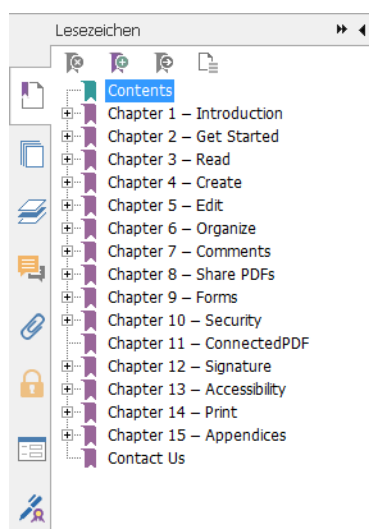 Lesezeichen
Contents
Chapter 1 – Introduction
Chapter 2 – Get Started
Chapter 3 – Read
Chapter 4 – Create
Chapter 5 – Edit
Chapter 6 – Organize
Chapter 7 – Comments
Chapter 8 – Share PDFs
Chapter 9 – Forms
Chapter 10 – Security
Chapter 11 – ConnectedPDF
Chapter 12 – Signature
Chapter 13 – Accessibility
Chapter 14 – Print
Chapter 15 – Appendices
Contact Us